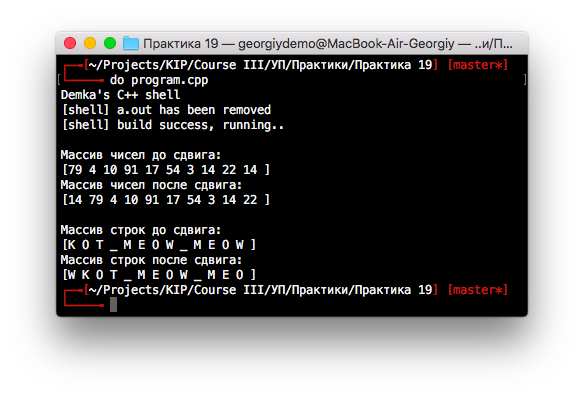 Практика 19 — georgiydemo@MacBook-Air-Georgiy — ..и/П...
[~/Projects/KIP/Course III/УП/Практики/Практика 19] [master*]
do program.cpp
Demka's C++ shell
[shell] a.out has been removed
[shell] build success, running..
Массив чисел до сдвига:
[79 4 10 91 17 54 3 14 22 14 ]
Массив чисел после сдвига:
[14 79 4 10 91 17 54 3 14 22 ]
Массив строк до сдвига:
[K O T _ M E O W _ M E O W ]
Массив строк после сдвига:
[W K O T _ M E O W _ M E O ]
[~/Projects/KIP/Course III/УП/Практики/Практика 19] [master*]